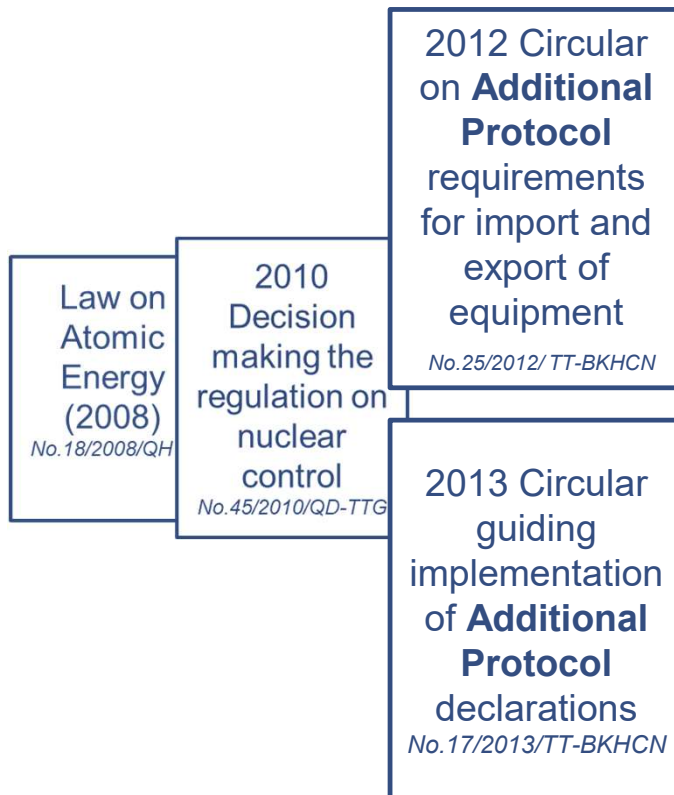 Law on
Atomic
Energy
(2008)
No.18/2008/QH
2010
Decision
making the
regulation on
nuclear
control
No.45/2010/QD-TTG
2012 Circular
on Additional
Protocol
requirements
for import and
export of
equipment
No.25/2012/ TT-BKHCN
2013 Circular
guiding
implementation
of Additional
Protocol
declarations
No.17/2013/TT-BKHCN